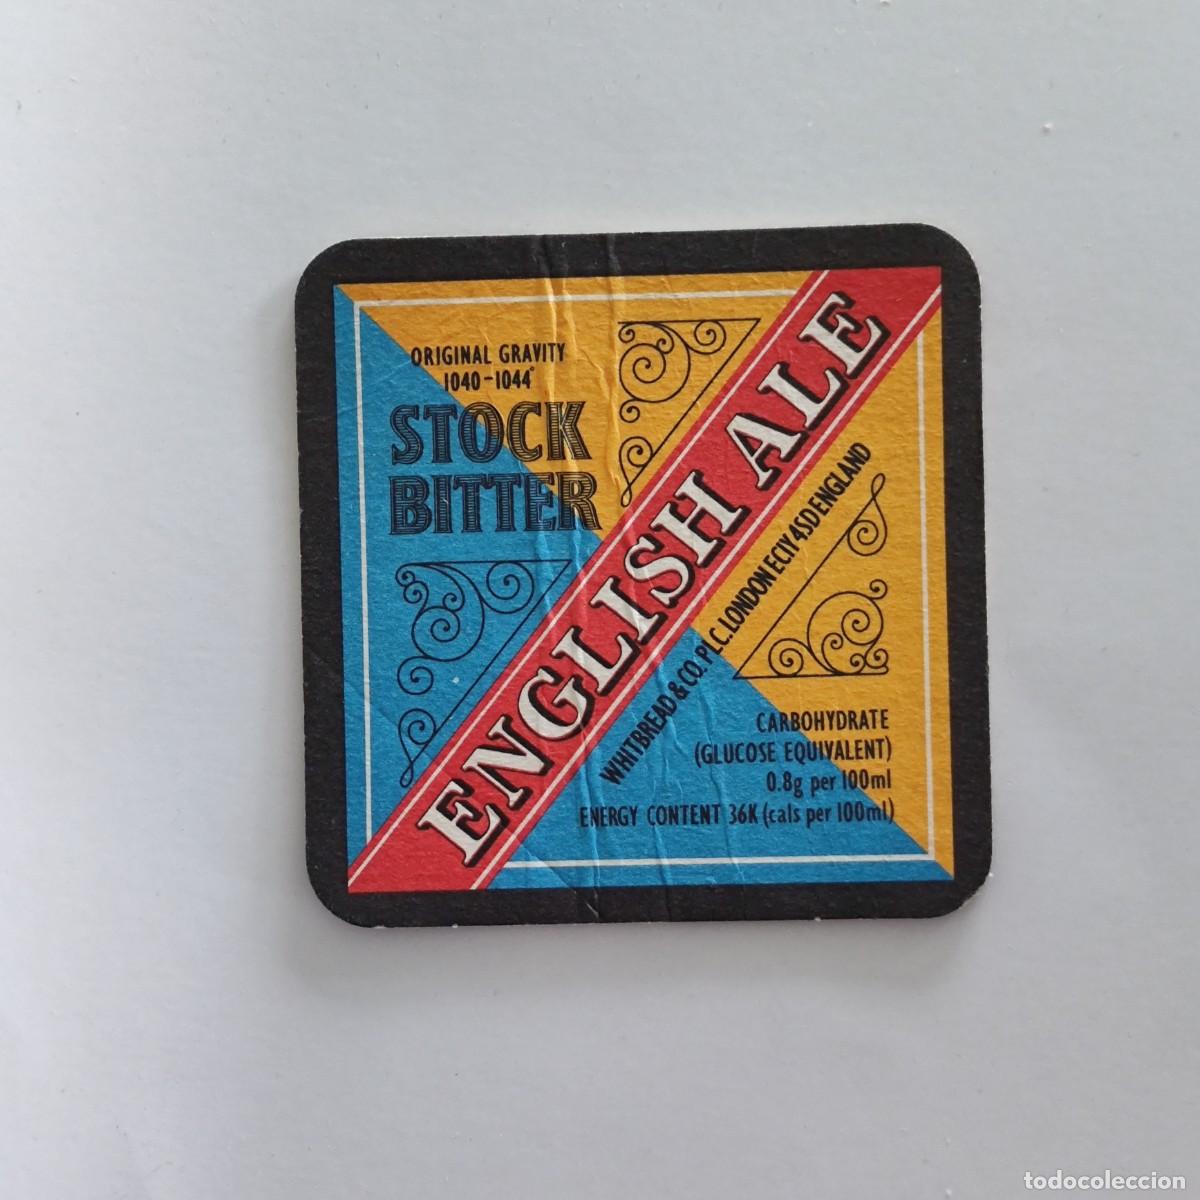 ORIGINAL GRAVITY
1040-1044°
STOCK
BITTER
ENGLISH ALE
WHITBREAD & CO. PLC. LONDON EC1Y 4SD ENGLAND
CARBOHYDRATE
(GLUCOSE EQUIVALENT)
0.8g per 100ml
ENERGY CONTENT 36K (cals per 100ml)
todocoleccion